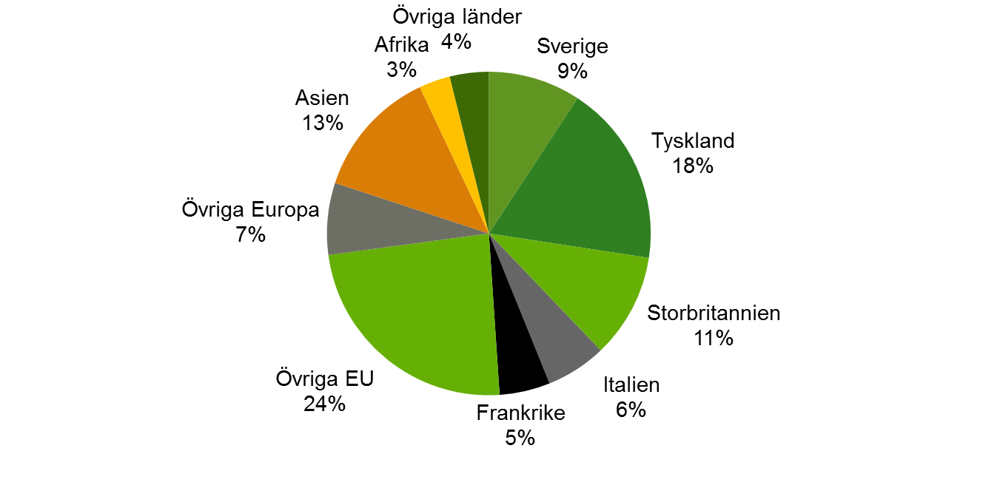 Övriga länder
4%
Sverige
9%
Tyskland
18%
Storbritannien
11%
Italien
6%
Frankrike
5%
Övriga EU
24%
Övriga Europa
7%
Asien
13%
Afrika
3%